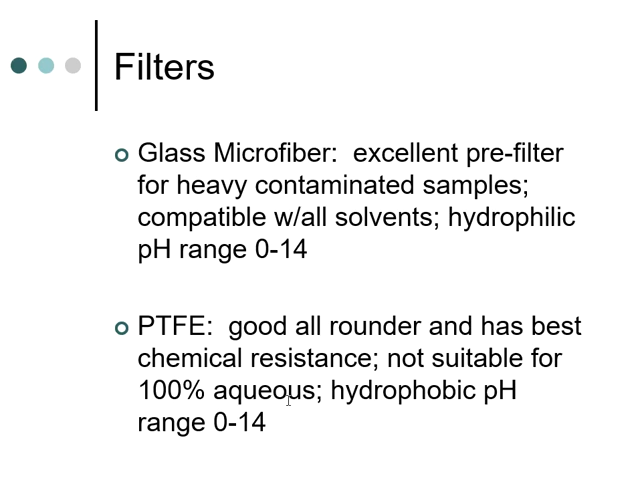 Filters
Glass Microfiber:  excellent pre-filter
for heavy contaminated samples;
compatible w/all solvents; hydrophilic
pH range 0-14
PTFE:  good all rounder and has best
chemical resistance; not suitable for
100% aqueous; hydrophobic pH
range 0-14